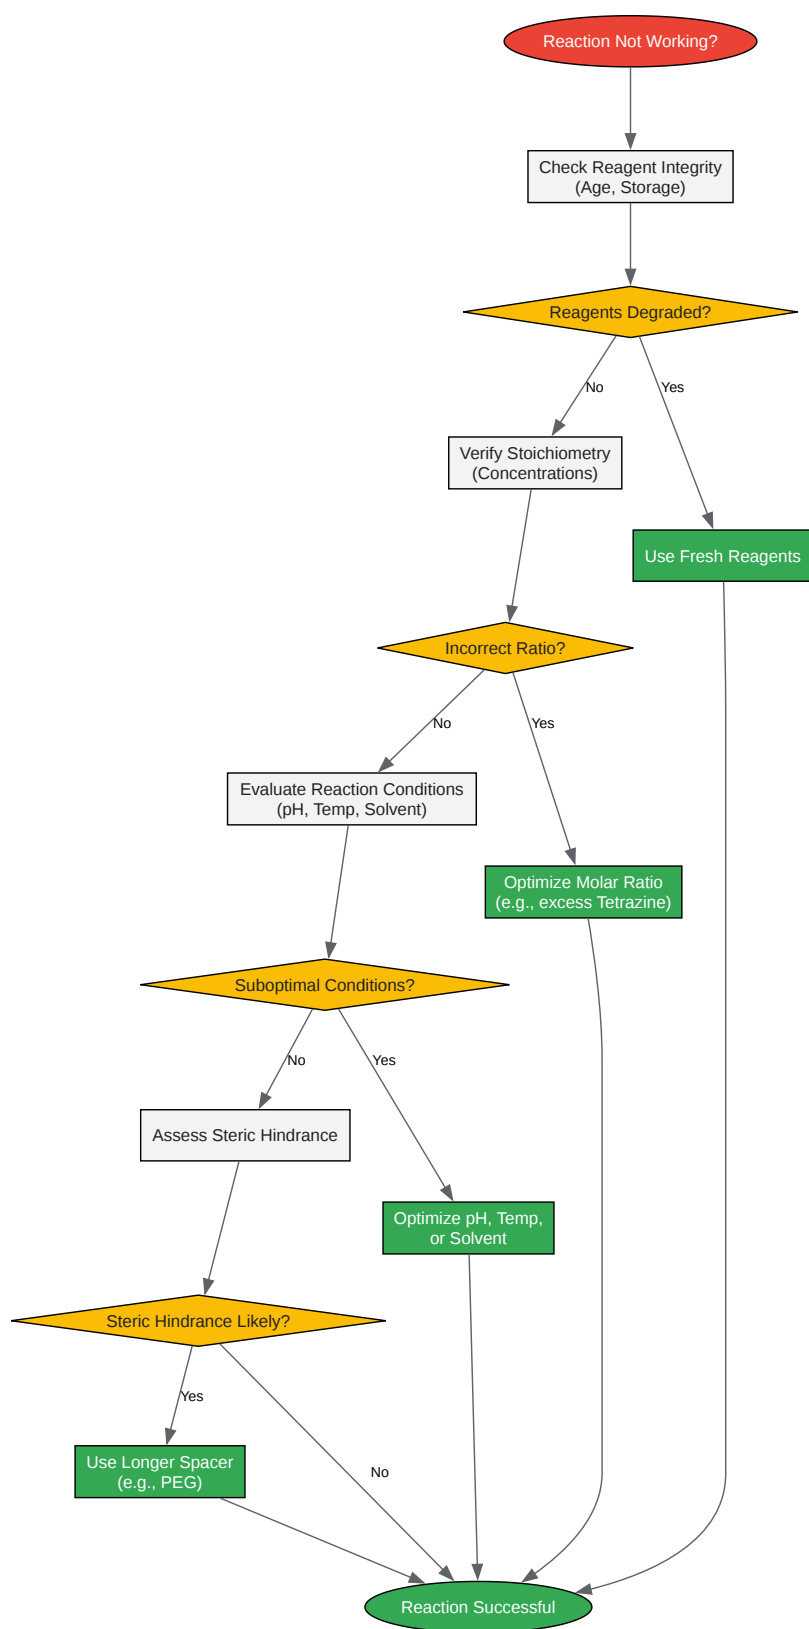 Reaction Not Working?
Check Reagent Integrity
(Age, Storage)
Reagents Degraded?
No
Yes
Verify Stoichiometry
(Concentrations)
Use Fresh Reagents
Incorrect Ratio?
No
Yes
Evaluate Reaction Conditions
(pH, Temp, Solvent)
Optimize Molar Ratio
(e.g., excess Tetrazine)
Suboptimal Conditions?
No
Yes
Assess Steric Hindrance
Optimize pH, Temp,
or Solvent
Steric Hindrance Likely?
Yes
No
Use Longer Spacer
(e.g., PEG)
Reaction Successful